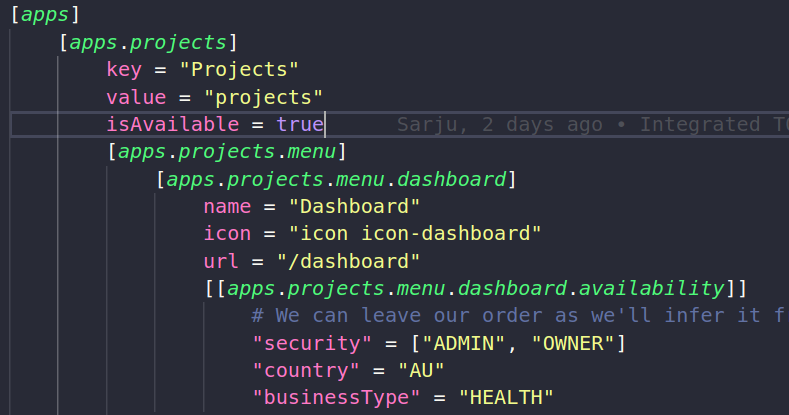 [apps]
[apps.projects]
key = "Projects"
value = "projects"
isAvailable = true Sarju, 2 days ago • Integrated
[apps.projects.menu]
[apps.projects.menu.dashboard]
name = "Dashboard"
icon = "icon icon-dashboard"
url = "/dashboard"
[[apps.projects.menu.dashboard.availability]]
# We can leave our order as we'll infer it
"security" = ["ADMIN", "OWNER"]
"country" = "AU"
"businessType" = "HEALTH"